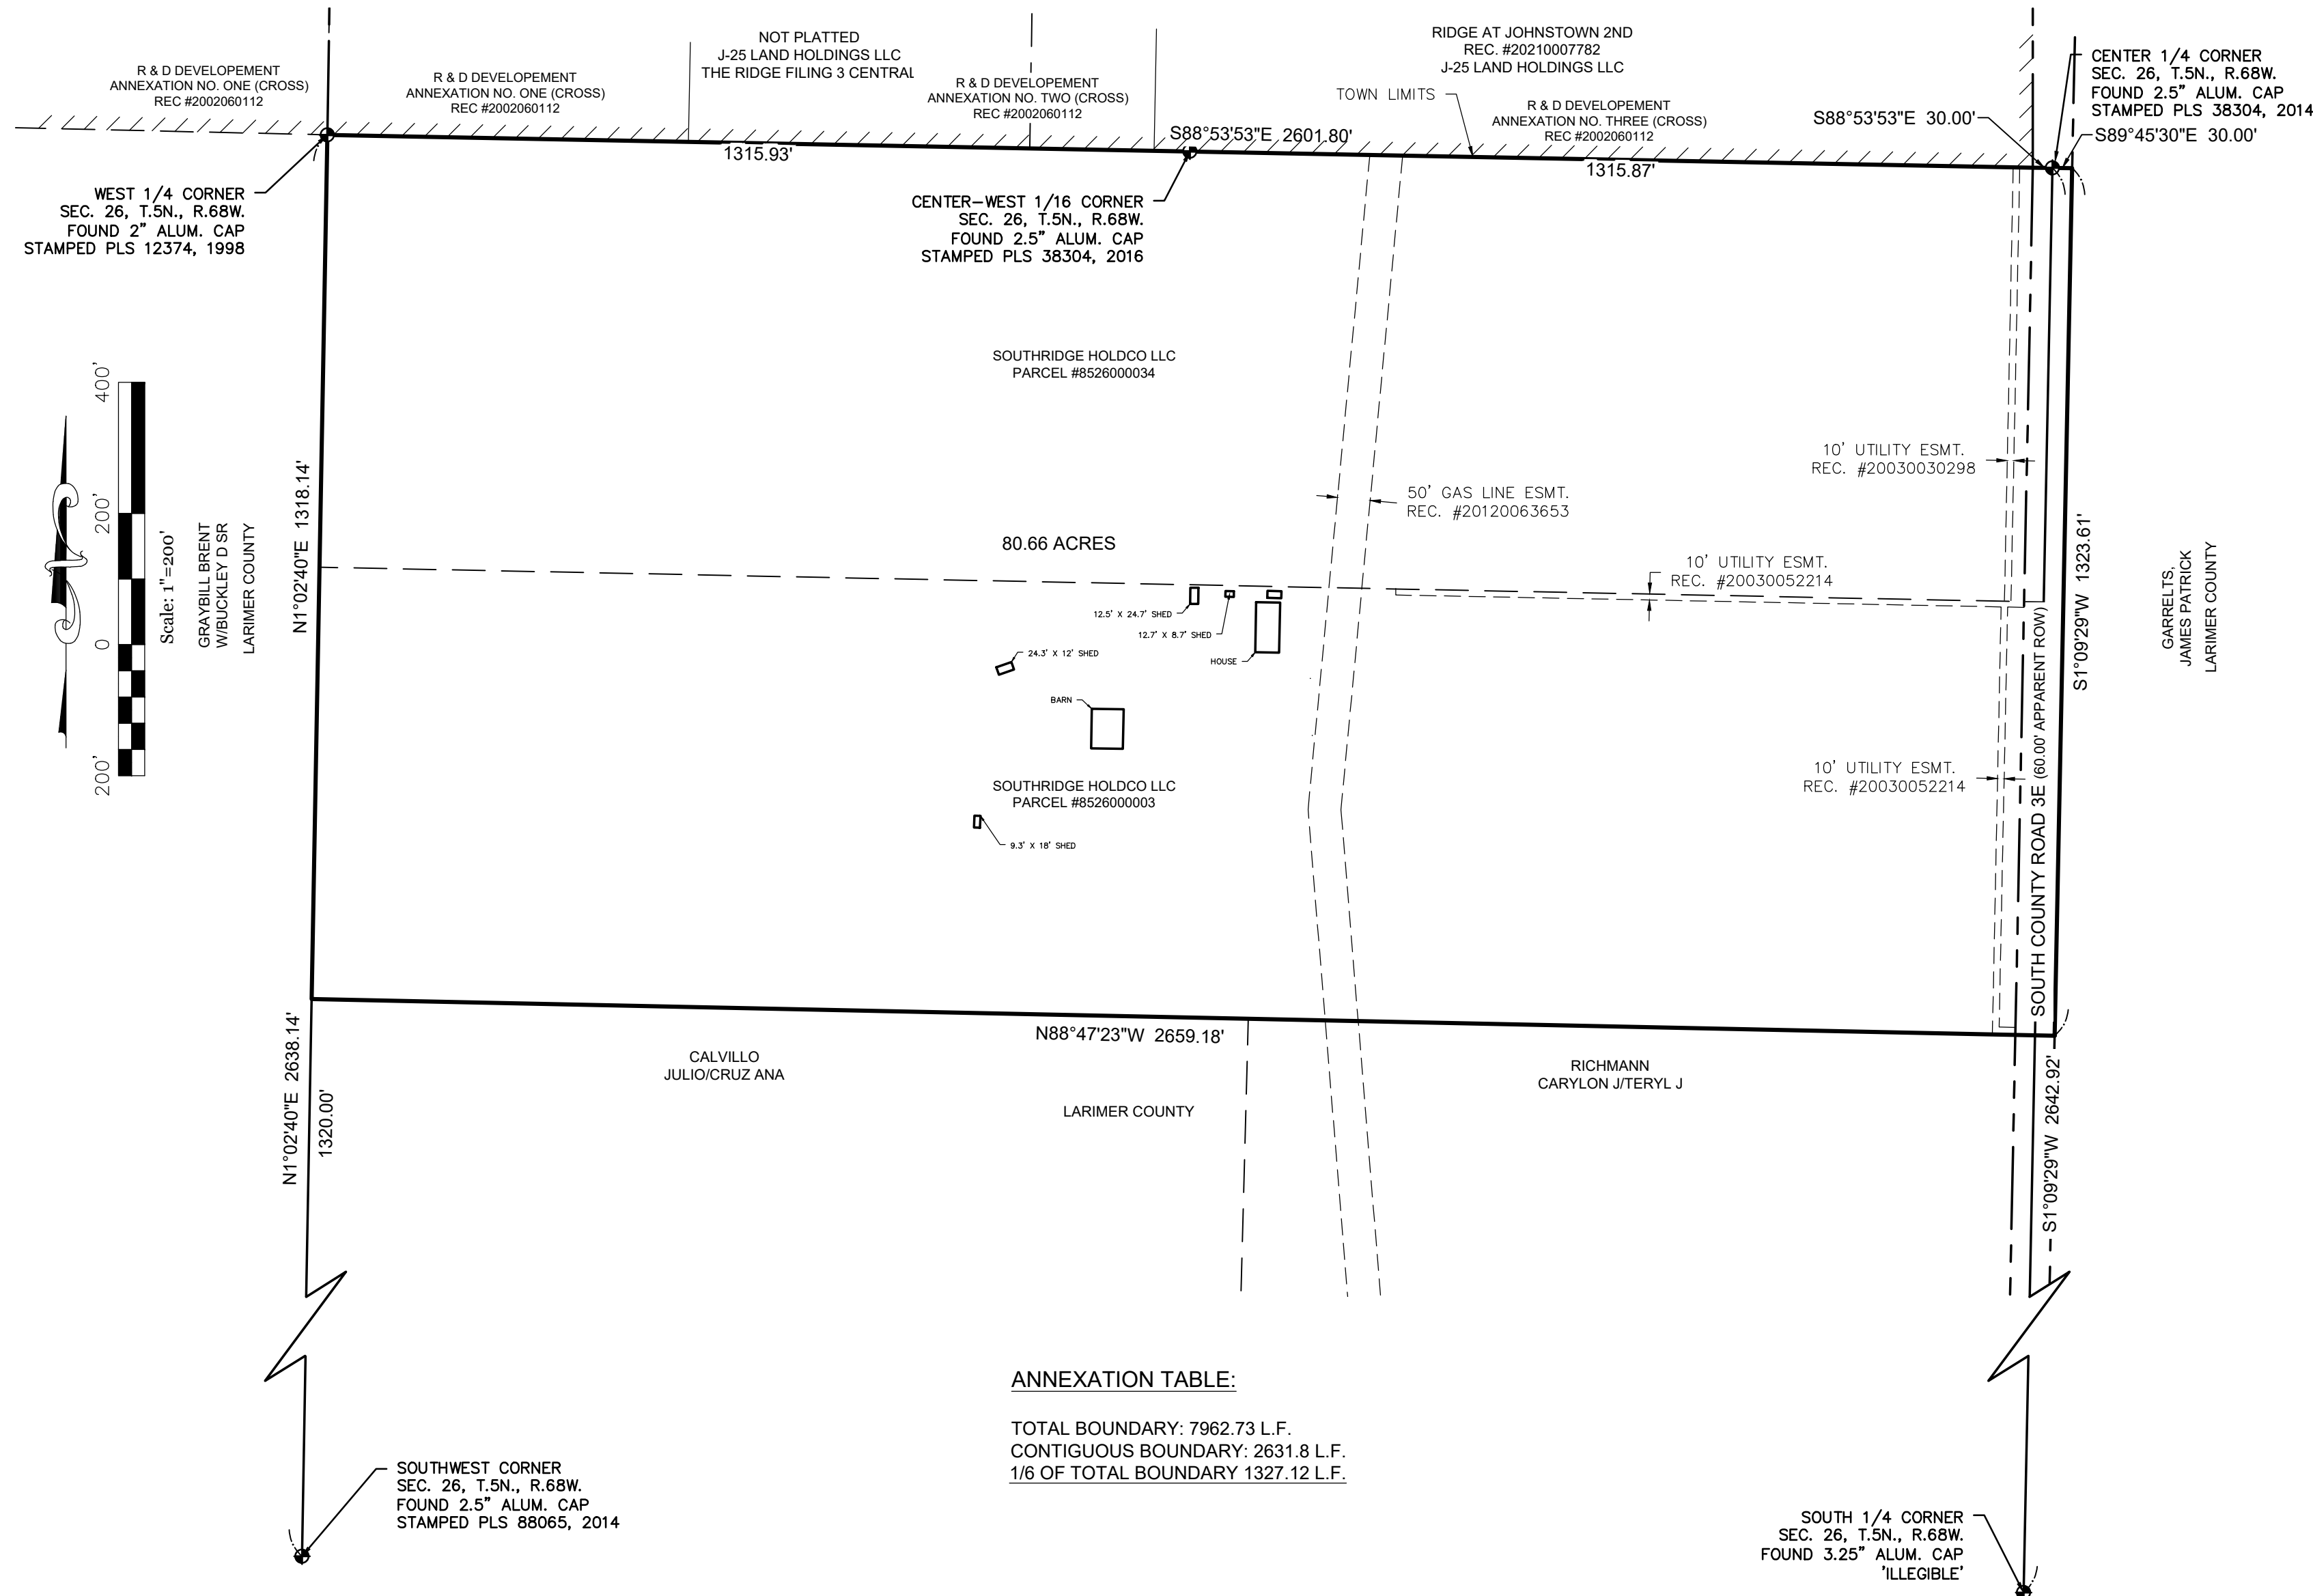 R & D DEVELOPEMENT
ANNEXATION NO. ONE (CROSS)
REC #2002060112
R & D DEVELOPEMENT
ANNEXATION NO. ONE (CROSS)
REC #2002060112
NOT PLATTED
J-25 LAND HOLDINGS LLC
THE RIDGE FILING 3 CENTRAL
R & D DEVELOPEMENT
ANNEXATION NO. TWO (CROSS)
REC #2002060112
RIDGE AT JOHNSTOWN 2ND
REC. #20210007782
J-25 LAND HOLDINGS LLC
TOWN LIMITS
R & D DEVELOPEMENT
ANNEXATION NO. THREE (CROSS)
REC #2002060112
CENTER 1/4 CORNER
SEC. 26, T.5N., R.68W.
FOUND 2.5" ALUM. CAP
STAMPED PLS 38304, 2014
S88°53'53"E 30.00'
S89°45'30"E 30.00'
S88°53'53"E 2601.80'
1315.93'
1315.87'
WEST 1/4 CORNER
SEC. 26, T.5N., R.68W.
FOUND 2" ALUM. CAP
STAMPED PLS 12374, 1998
CENTER-WEST 1/16 CORNER
SEC. 26, T.5N., R.68W.
FOUND 2.5" ALUM. CAP
STAMPED PLS 38304, 2016
SOUTHRIDGE HOLDCO LLC
PARCEL #8526000034
400'
200'
0
200'
Scale: 1"=200'
GRAYBILL BRENT
W/BUCKLEY D SR
LARIMER COUNTY
N1°02'40"E 1318.14'
10' UTILITY ESMT.
REC. #20030030298
50' GAS LINE ESMT.
REC. #20120063653
80.66 ACRES
10' UTILITY ESMT.
REC. #20030052214
S1°09'29"W 1323.61'
GARRELTS,
JAMES PATRICK
LARIMER COUNTY
12.5' X 24.7' SHED
12.7' X 8.7' SHED
24.3' X 12' SHED
HOUSE
BARN
SOUTHRIDGE HOLDCO LLC
PARCEL #8526000003
9.3' X 18' SHED
10' UTILITY ESMT.
REC. #20030052214
SOUTH COUNTY ROAD 3E (60.00' APPARENT ROW)
N88°47'23"W 2659.18'
CALVILLO
JULIO/CRUZ ANA
LARIMER COUNTY
RICHMANN
CARYLON J/TERYL J
N1°02'40"E 2638.14'
1320.00'
S1°09'29"W 2642.92'
ANNEXATION TABLE:
TOTAL BOUNDARY: 7962.73 L.F.
CONTIGUOUS BOUNDARY: 2631.8 L.F.
1/6 OF TOTAL BOUNDARY 1327.12 L.F.
SOUTHWEST CORNER
SEC. 26, T.5N., R.68W.
FOUND 2.5" ALUM. CAP
STAMPED PLS 88065, 2014
SOUTH 1/4 CORNER
SEC. 26, T.5N., R.68W.
FOUND 3.25" ALUM. CAP
'ILLEGIBLE'